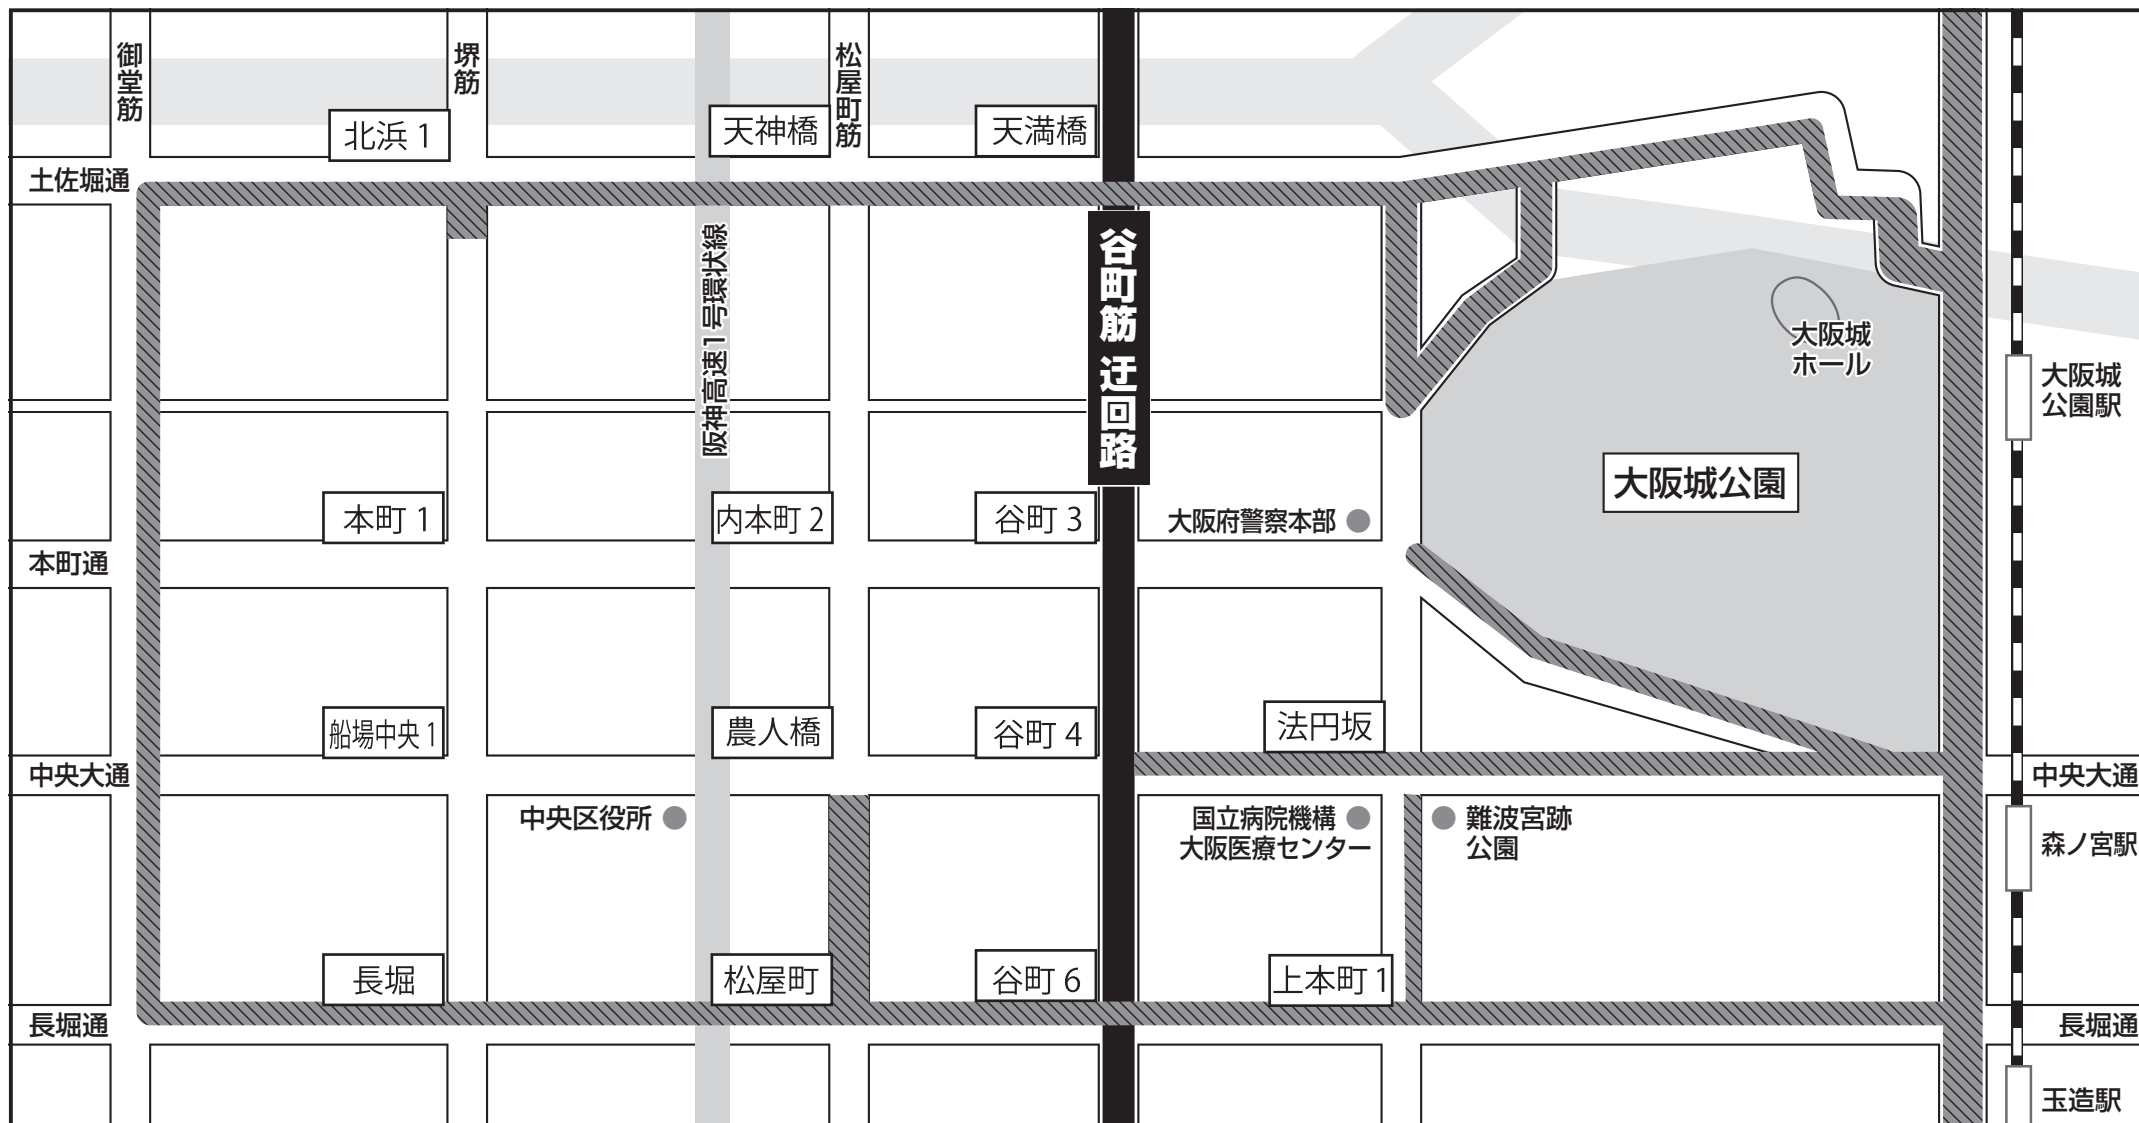 御堂筋
堺筋
松屋町筋
北浜1
天神橋
天満橋
土佐堀通
阪神高速1号環状線
谷町筋 迂回路
大阪城
ホール
大阪城
公園駅
大阪城公園
本町1
内本町2
谷町3
大阪府警察本部
本町通
船場中央1
農人橋
谷町4
法円坂
中央大通
中央大通
中央区役所
国立病院機構
大阪医療センター
難波宮跡
公園
森ノ宮駅
長堀
松屋町
谷町6
上本町1
長堀通
長堀通
玉造駅